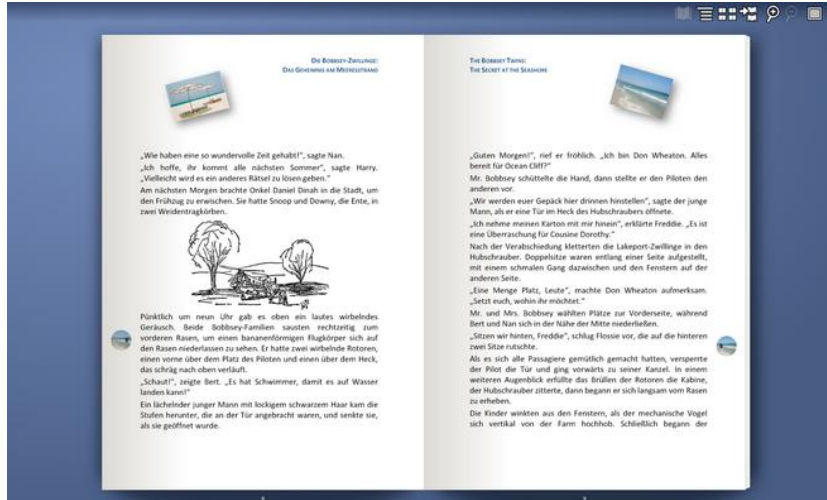 Die Bobbsey-Zwillinge:
Das Geheimnis am Meeresstrand
„Wie haben eine so wundervolle Zeit gehabt!", sagte Nan.
„Ich hoffe, ihr kommt alle nächsten Sommer", sagte Harry.
„Vielleicht wird es ein anderes Rätsel zu lösen geben."
Am nächsten Morgen brachte Onkel Daniel Dinah in die Stadt, um
den Frühzug zu erwischen. Sie hatte Snoop und Downy, die Ente, in
zwei Weidentragkörben.
Pünktlich um neun Uhr gab es oben ein lautes wirbelndes
Geräusch. Beide Bobbsey-Familien sausten rechtzeitig zum
vorderen Rasen, um einen bananenförmigen Flugkörper sich auf
den Rasen niederlassen zu sehen. Er hatte zwei wirbelnde Rotoren,
einen vorne über dem Platz des Piloten und einen über dem Heck,
das schräg nach oben verläuft.
„Schaut!", zeigte Bert. „Es hat Schwimmer, damit es auf Wasser
landen kann!"
Ein lächelnder junger Mann mit lockigem schwarzem Haar kam die
Stufen herunter, die an der Tür angebracht waren, und senkte sie,
als sie geöffnet wurde.
The Bobbsey Twins:
The Secret at the Seashore
„Guten Morgen!", rief er fröhlich. „Ich bin Don Wheaton. Alles
bereit für Ocean Cliff?"
Mr. Bobbsey schüttelte die Hand, dann stellte er den Piloten den
anderen vor.
„Wir werden euer Gepäck hier drinnen hinstellen", sagte der junge
Mann, als er eine Tür im Heck des Hubschraubers öffnete.
„Ich nehme meinen Karton mit mir hinein", erklärte Freddie. „Es ist
eine Überraschung für Cousine Dorothy."
Nach der Verabschiedung kletterten die Lakeport-Zwillinge in den
Hubschrauber. Doppelsitze waren entlang einer Seite aufgestellt,
mit einem schmalen Gang dazwischen und den Fenstern auf der
anderen Seite.
„Eine Menge Platz, Leute", machte Don Wheaton aufmerksam.
„Setzt euch, wohin ihr möchtet."
Mr. und Mrs. Bobbsey wählten Plätze zur Vorderseite, während
Bert und Nan sich in der Nähe der Mitte niederließen.
„Sitzen wir hinten, Freddie", schlug Flossie vor, die auf die hinteren
zwei Sitze rutschte.
Als es sich alle Passagiere gemütlich gemacht hatten, versperrte
der Pilot die Tür und ging vorwärts zu seiner Kanzel. In einem
weiteren Augenblick erfüllte das Brüllen der Rotoren die Kabine,
der Hubschrauber zitterte, dann begann er sich langsam vom Rasen
zu erheben.
Die Kinder winkten aus den Fenstern, als der mechanische Vogel
sich vertikal von der Farm hochhob. Schließlich begann der